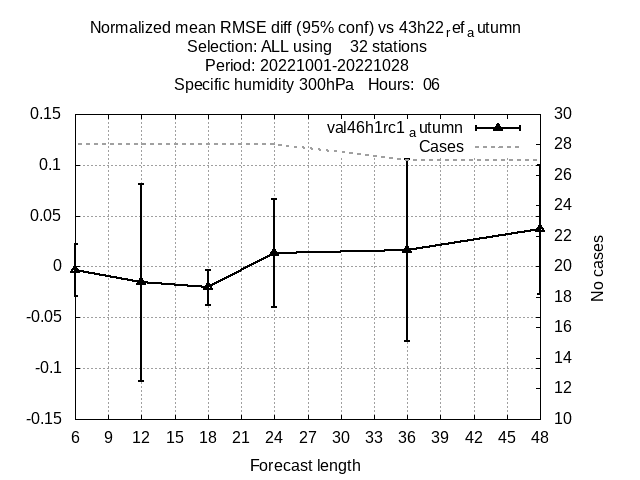 Normalized mean RMSE diff (95% conf) vs 43h22refautumn
Selection: ALL using 32 stations
Period: 20221001-20221028
Specific humidity 300hPa Hours: 06
0.15
0.1
0.05
0
-0.05
-0.1
-0.15
val46h1rc1autumn
Cases
30
28
26
24
22
20
18
16
14
12
10
No cases
6 9 12 15 18 21 24 27 30 33 36 39 42 45 48
Forecast length